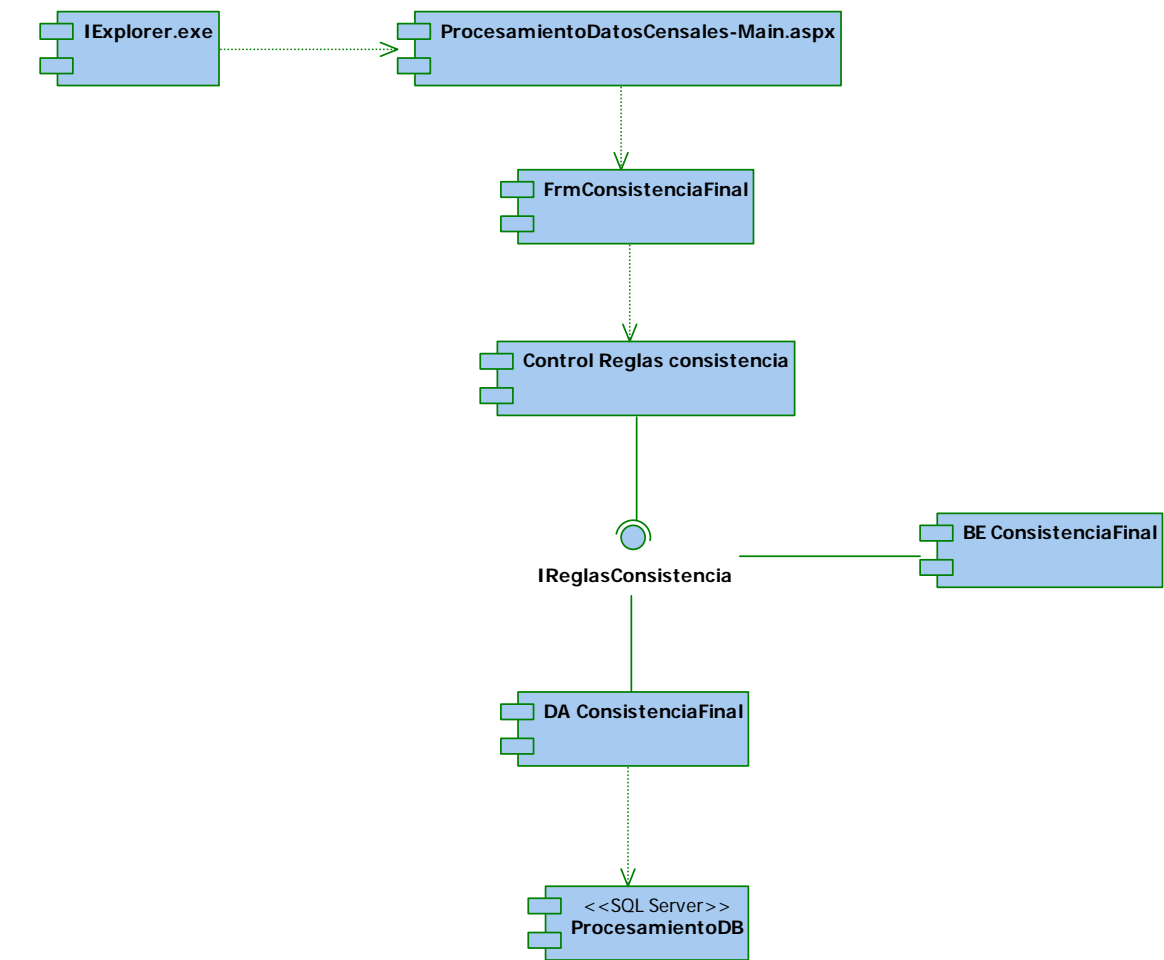 IExplorer.exe
ProcesamientoDatosCensales-Main.aspx
FrmConsistenciaFinal
Control Reglas consistencia
IReglasConsistencia
BE ConsistenciaFinal
DA ConsistenciaFinal
<<SQL Server>>
ProcesamientoDB